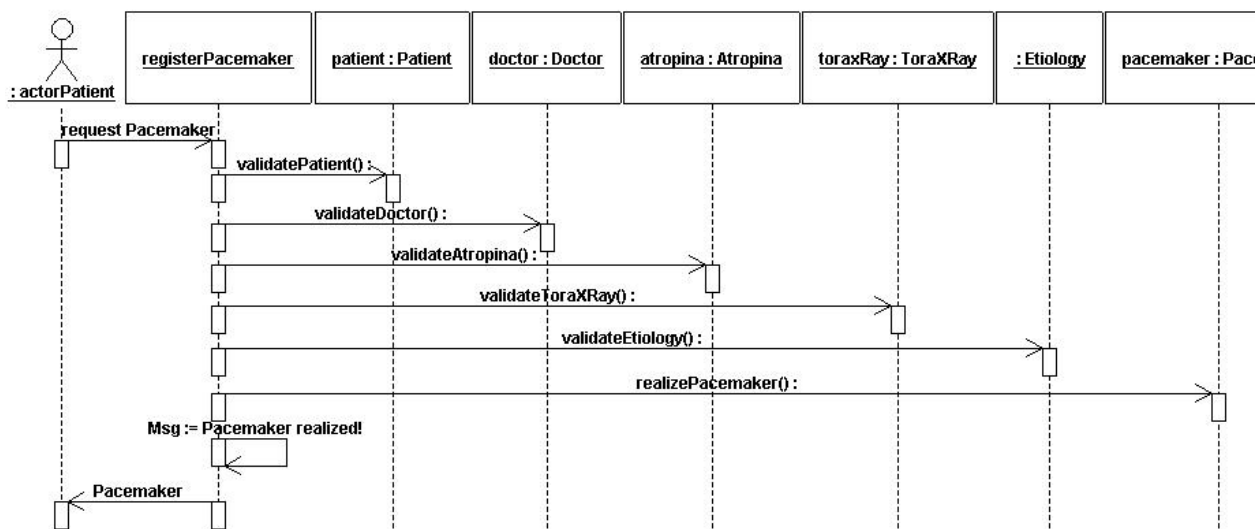 registerPacemaker
patient : Patient
doctor : Doctor
atropina : Atropina
toraxRay : ToraXRay
: Etiology
pacemaker : Pace
: actorPatient
request Pacemaker
validatePatient() :
validateDoctor() :
validateAtropina() :
validateToraXRay() :
validateEtiology() :
realizePacemaker() :
Msg := Pacemaker realized!
Pacemaker